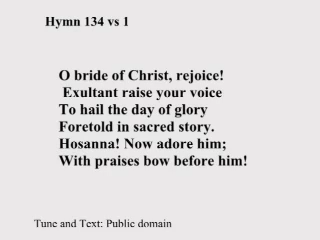 Hymn 134 vs 1
O bride of Christ, rejoice!
Exultant raise your voice
To hail the day of glory
Foretold in sacred story.
Hosanna! Now adore him;
With praises bow before him!
Tune and Text: Public domain